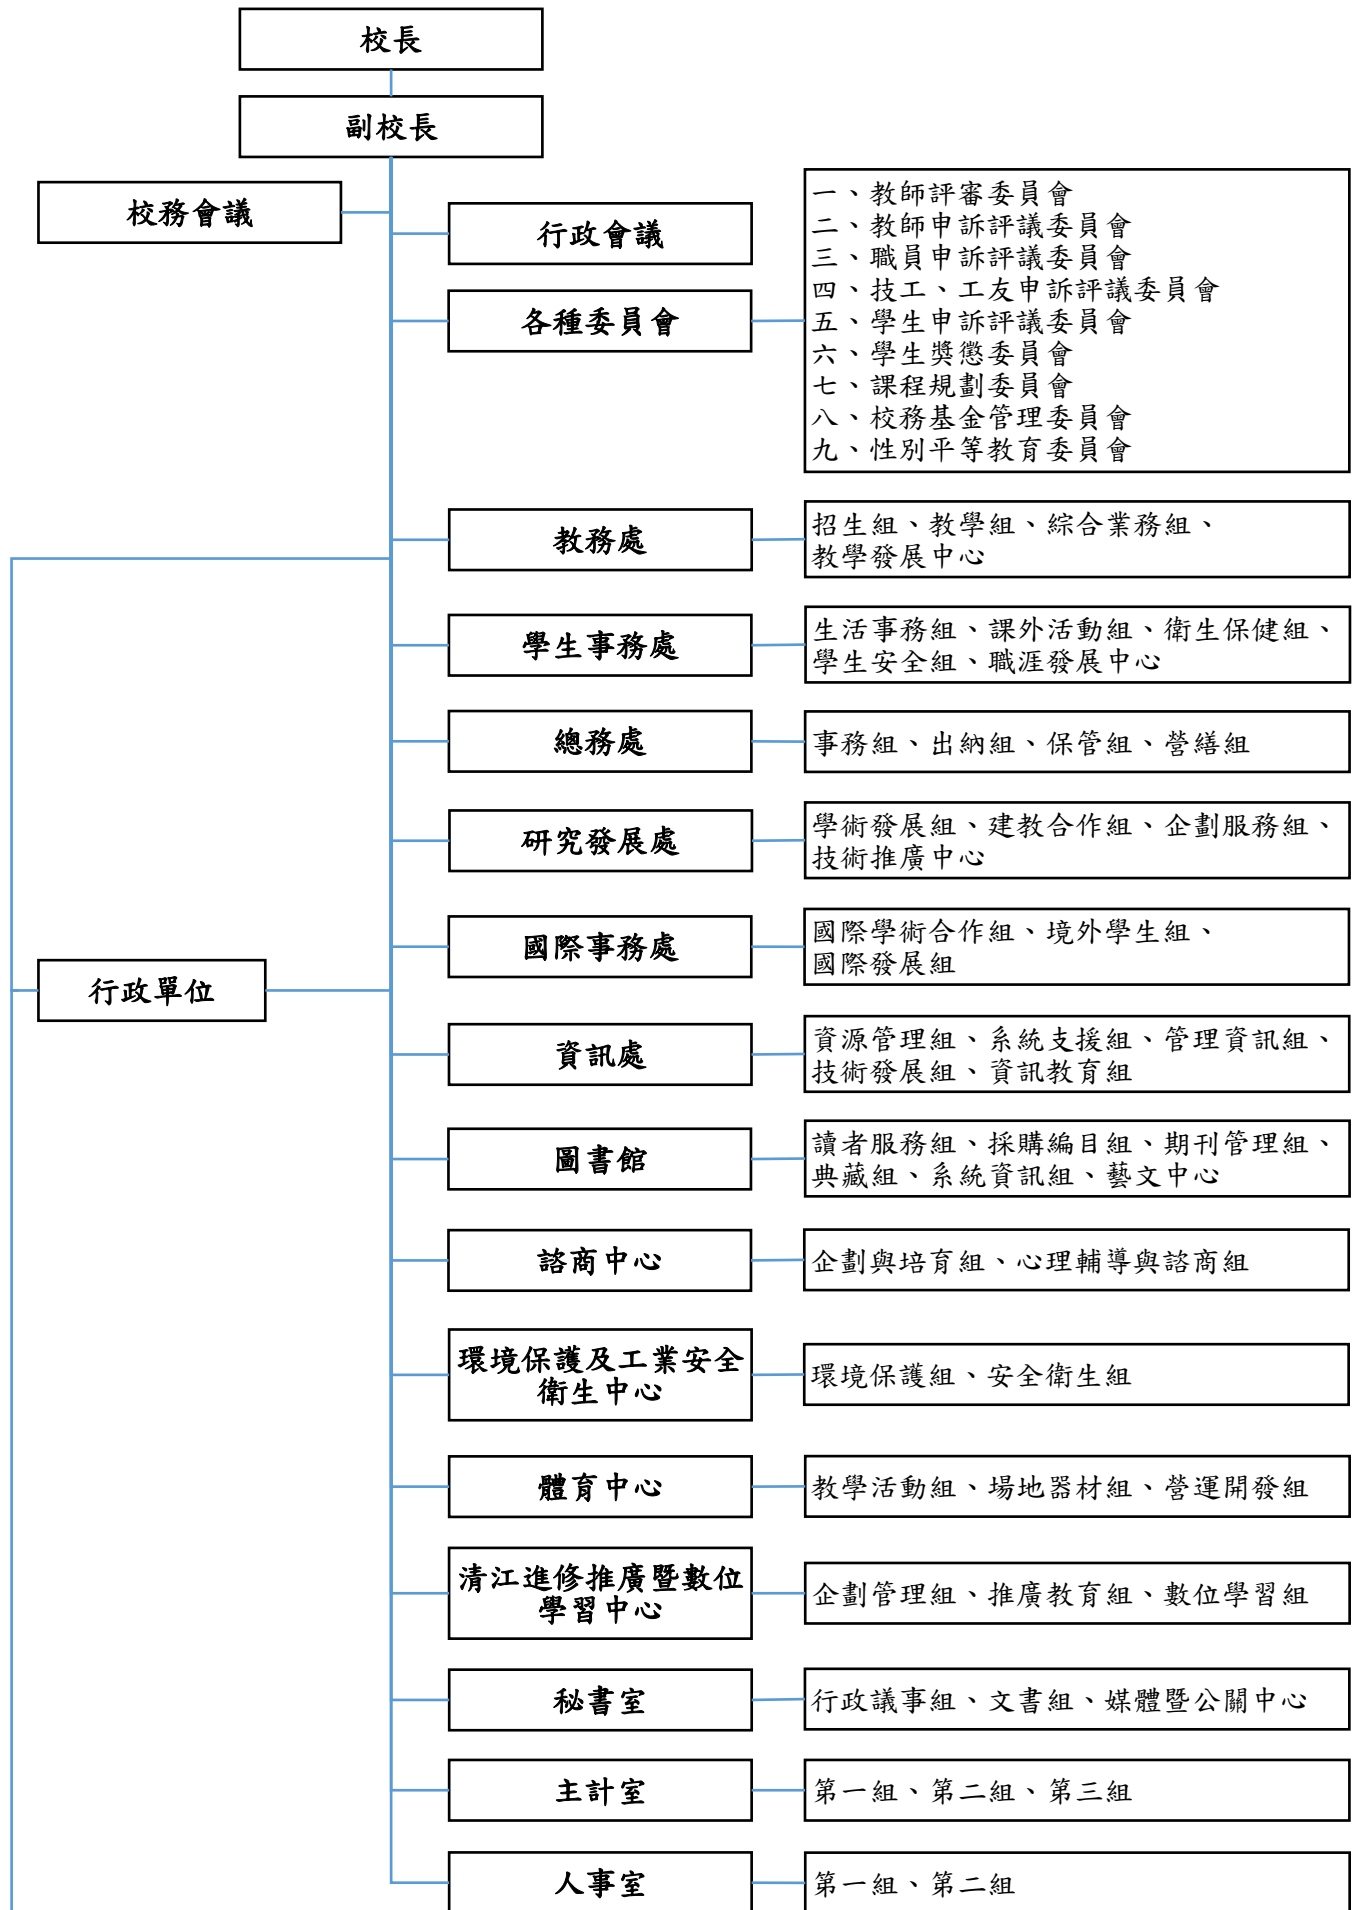 校長
副校長
校務會議
行政會議
各種委員會
一、教師評審委員會
二、教師申訴評議委員會
三、職員申訴評議委員會
四、技工、工友申訴評議委員會
五、學生申訴評議委員會
六、學生獎懲委員會
七、課程規劃委員會
八、校務基金管理委員會
九、性別平等教育委員會
教務處
招生組、教學組、綜合業務組、
教學發展中心
學生事務處
生活事務組、課外活動組、衛生保健組、
學生安全組、職涯發展中心
總務處
事務組、出納組、保管組、營繕組
研究發展處
學術發展組、建教合作組、企劃服務組、
技術推廣中心
國際事務處
國際學術合作組、境外學生組、
國際發展組
行政單位
資訊處
資源管理組、系統支援組、管理資訊組、
技術發展組、資訊教育組
圖書館
讀者服務組、採購編目組、期刊管理組、
典藏組、系統資訊組、藝文中心
諮商中心
企劃與培育組、心理輔導與諮商組
環境保護及工業安全
衛生中心
環境保護組、安全衛生組
體育中心
教學活動組、場地器材組、營運開發組
清江進修推廣暨數位
學習中心
企劃管理組、推廣教育組、數位學習組
秘書室
行政議事組、文書組、媒體暨公關中心
主計室
第一組、第二組、第三組
人事室
第一組、第二組